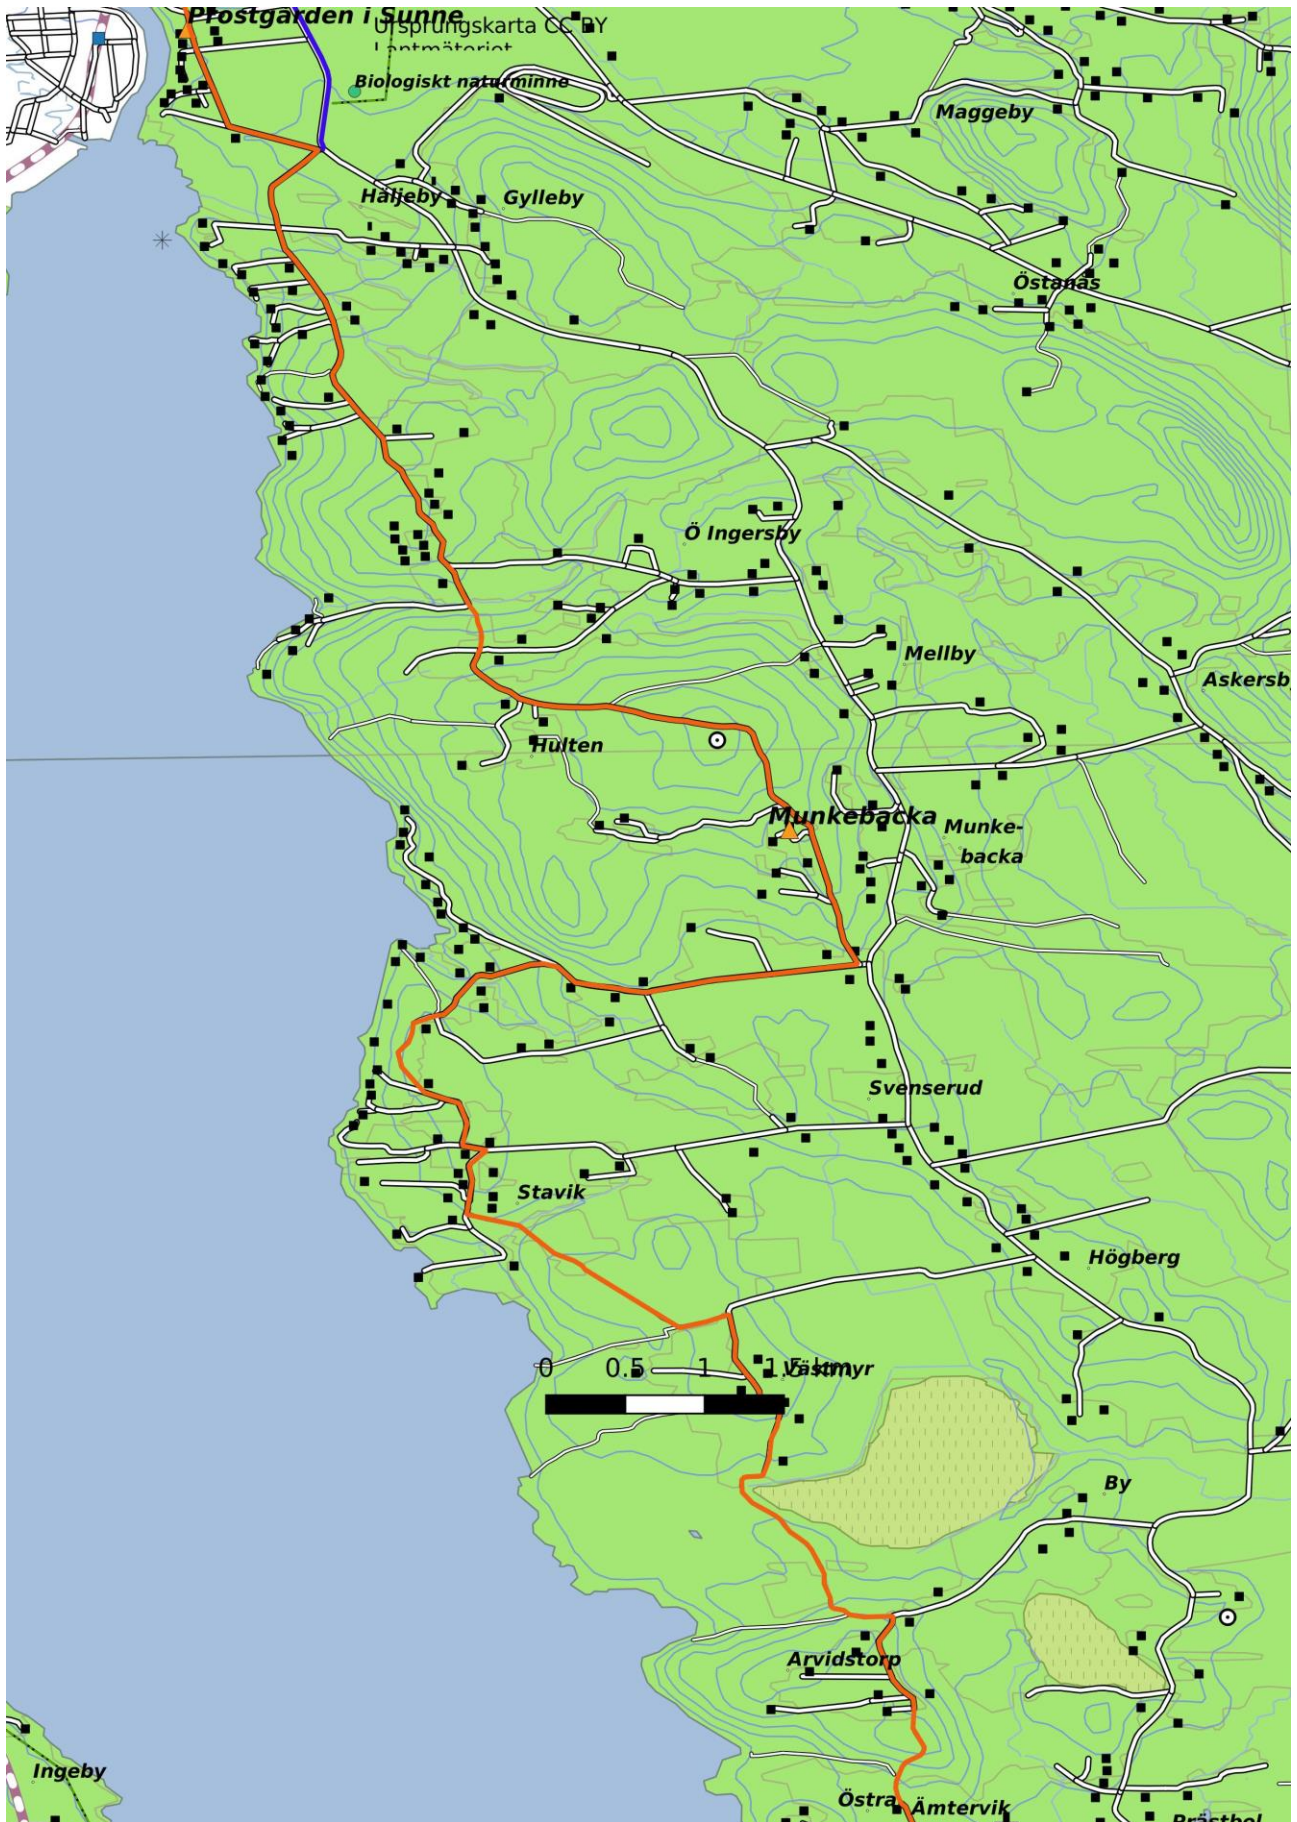 Prostgården i Sunne
Ursprungskarta CC BY
Lantmäteriet
Biologiskt naturminne
Maggeby
Häljeby
Gylleby
Östanås
Ö Ingersby
Mellby
Askersby
Hulten
Munkebacka
Munke-
backa
Svenserud
Stavik
Högberg
0 0.5 1 1.5 km
Västmyr
By
Arvidstorp
Ingeby
Östra Ämtervik
Prästbol